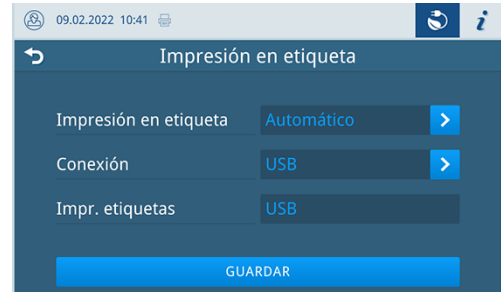 09.02.2022 10:41 i
Impresión en etiqueta
Impresión en etiqueta Automático
Conexión USB
Impr. etiquetas USB
GUARDAR